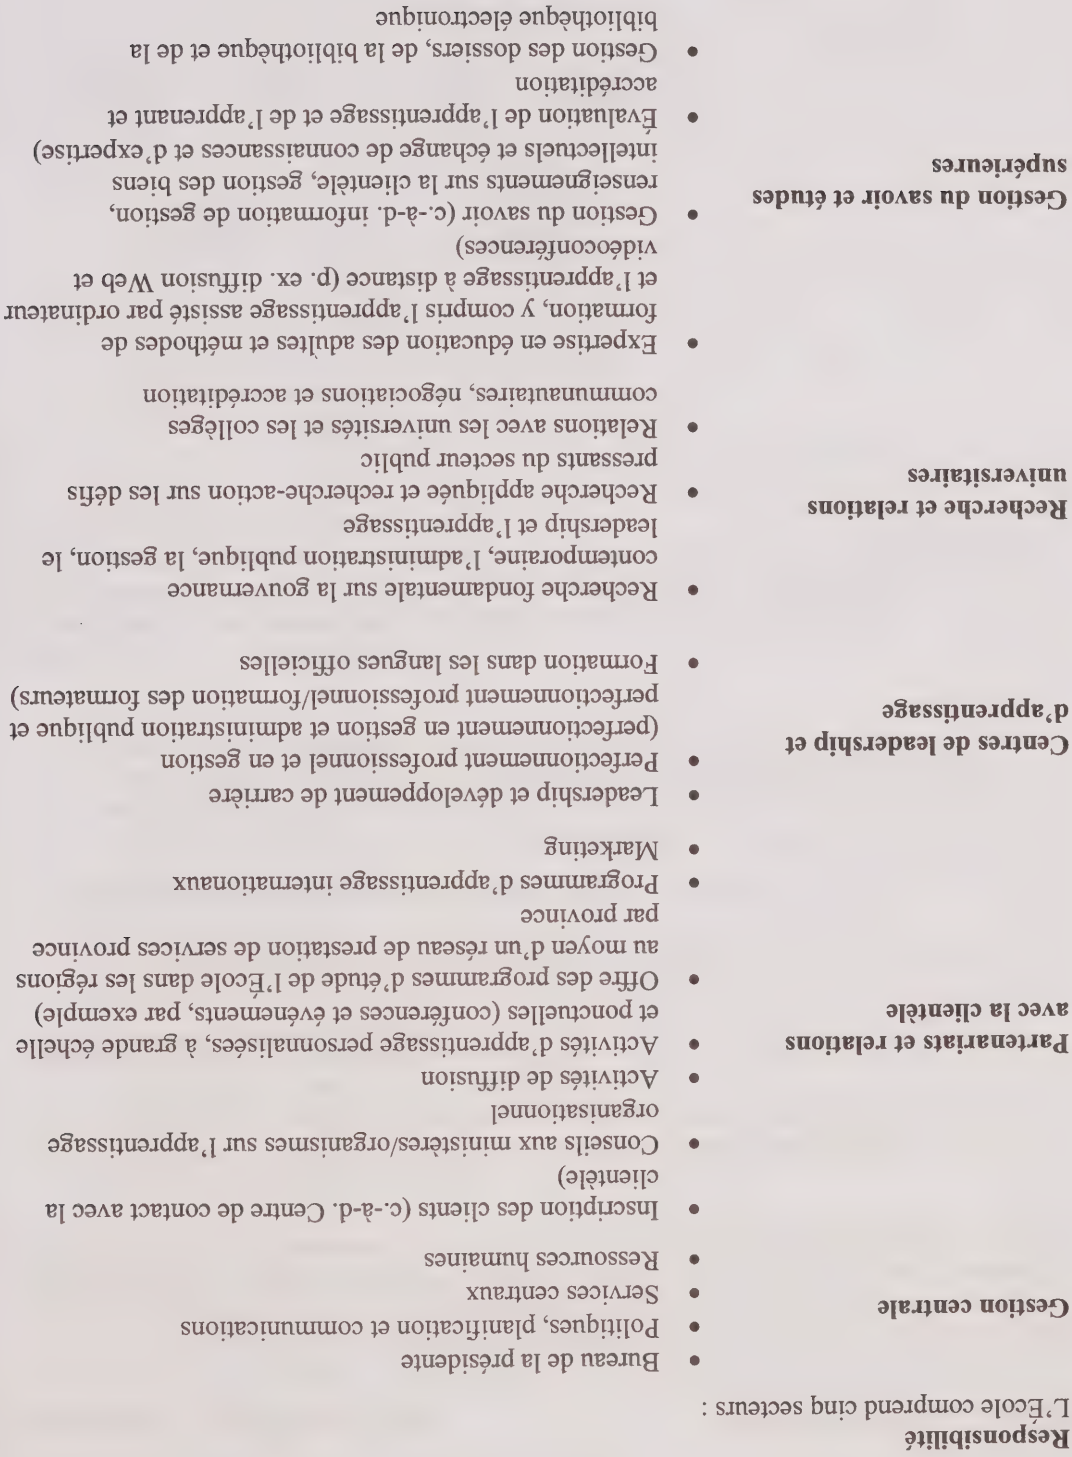 Responsibilité
L'École comprend cinq secteurs :
Gestion centrale
• Bureau de la présidente
• Politiques, planification et communications
• Services centraux
• Ressources humaines
Partenariats et relations
avec la clientèle
• Inscription des clients (c.-à-d. Centre de contact avec la
clientèle)
• Conseils aux ministères/organismes sur l'apprentissage
organisationnel
• Activités de diffusion
• Activités d'apprentissage personnalisées, à grande échelle
et ponctuelles (conférences et événements, par exemple)
• Offre des programmes d'étude de l'École dans les régions
au moyen d'un réseau de prestation de services province
par province
• Programmes d'apprentissage internationaux
• Marketing
Centres de leadership et
d'apprentissage
• Leadership et développement de carrière
• Perfectionnement professionnel et en gestion
(perfectionnement en gestion et administration publique et
perfectionnement professionnel/formation des formateurs)
• Formation dans les langues officielles
Recherche et relations
universitaires
• Recherche fondamentale sur la gouvernance
contemporaine, l'administration publique, la gestion, le
leadership et l'apprentissage
• Recherche appliquée et recherche-action sur les défis
pressants du secteur public
• Relations avec les universités et les collèges
communautaires, négociations et accréditation
Gestion du savoir et études
supérieures
• Expertise en éducation des adultes et méthodes de
formation, y compris l'apprentissage assisté par ordinateur
et l'apprentissage à distance (p. ex. diffusion Web et
vidéoconférences)
• Gestion du savoir (c.-à-d. information de gestion,
renseignements sur la clientèle, gestion des biens
intellectuels et échange de connaissances et d'expertise)
• Évaluation de l'apprentissage et de l'apprenant et
accréditation
• Gestion des dossiers, de la bibliothèque et de la
bibliothèque électronique